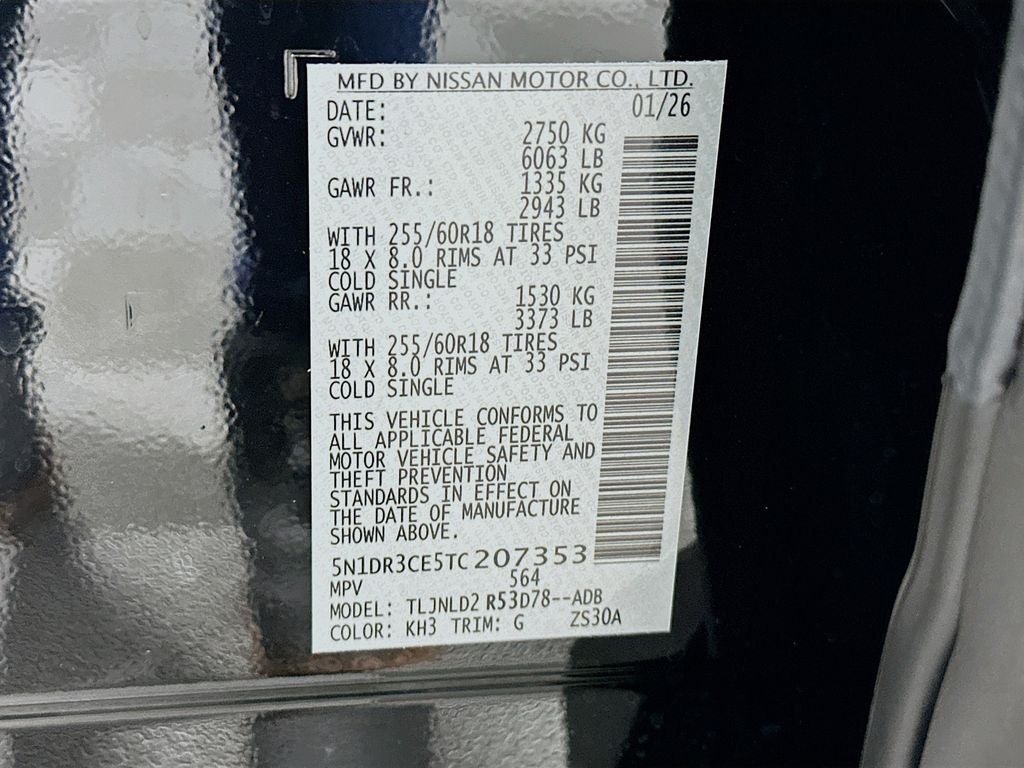 MFD BY NISSAN MOTOR CO., LTD.
DATE: 01/26
GVWR: 2750 KG
6063 LB
GAWR FR.: 1335 KG
2943 LB
WITH 255/60R18 TIRES
18 X 8.0 RIMS AT 33 PSI
COLD SINGLE
GAWR RR.: 1530 KG
3373 LB
WITH 255/60R18 TIRES
18 X 8.0 RIMS AT 33 PSI
COLD SINGLE
THIS VEHICLE CONFORMS TO
ALL APPLICABLE FEDERAL
MOTOR VEHICLE SAFETY AND
THEFT PREVENTION
STANDARDS IN EFFECT ON
THE DATE OF MANUFACTURE
SHOWN ABOVE.
5N1DR3CE5TC207353
MPV 564
MODEL: TLJNLD2 R53D78--ADB
COLOR: KH3 TRIM: G ZS30A